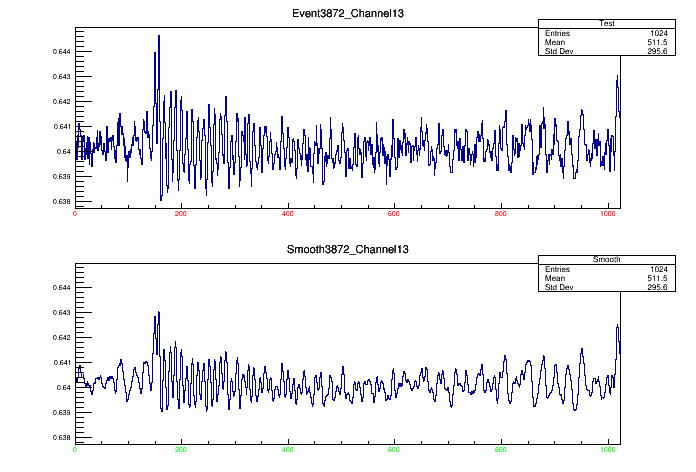 Event3872_Channel13
Test
Entries 1024
Mean 511.5
Std Dev 295.6
0.644
0.643
0.642
0.641
0.64
0.639
0.638
0 200 400 600 800 1000
Smooth3872_Channel13
Smooth
Entries 1024
Mean 511.5
Std Dev 295.6
0.644
0.643
0.642
0.641
0.64
0.639
0.638
0 200 400 600 800 1000